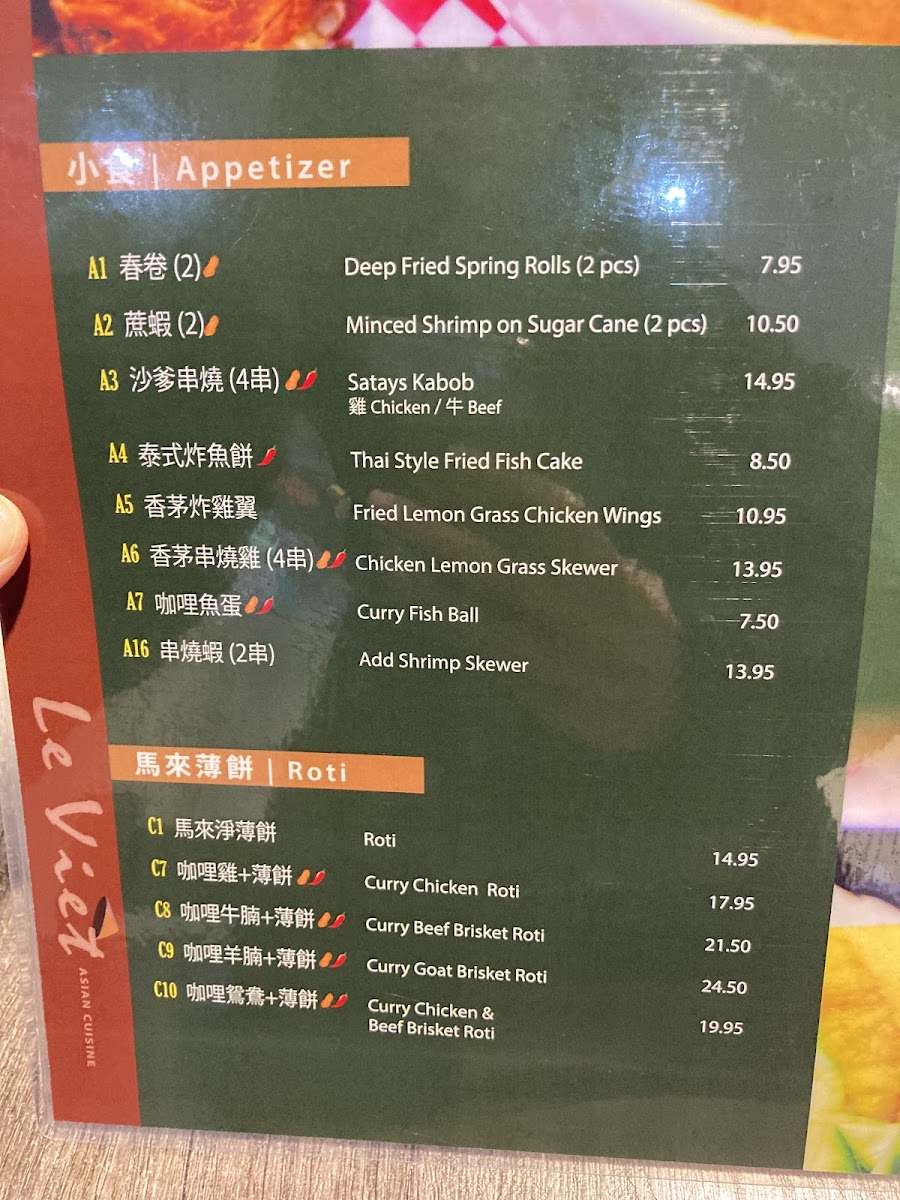 小食 | Appetizer
A1 春卷 (2) Deep Fried Spring Rolls (2 pcs) 7.95
A2 蔗蝦 (2) Minced Shrimp on Sugar Cane (2 pcs) 10.50
A3 沙爹串燒 (4串) Satays Kabob 14.95
雞 Chicken / 牛 Beef
A4 泰式炸魚餅 Thai Style Fried Fish Cake 8.50
A5 香茅炸雞翼 Fried Lemon Grass Chicken Wings 10.95
A6 香茅串燒雞 (4串) Chicken Lemon Grass Skewer 13.95
A7 咖哩魚蛋 Curry Fish Ball 7.50
A16 串燒蝦 (2串) Add Shrimp Skewer 13.95
馬來薄餅 | Roti
C1 馬來淨薄餅 Roti 14.95
C7 咖哩雞+薄餅 Curry Chicken Roti 17.95
C8 咖哩牛腩+薄餅 Curry Beef Brisket Roti 21.50
C9 咖哩羊腩+薄餅 Curry Goat Brisket Roti 24.50
C10 咖哩鴛鴦+薄餅 Curry Chicken &
Beef Brisket Roti 19.95
Le Việt
ASIAN CUISINE